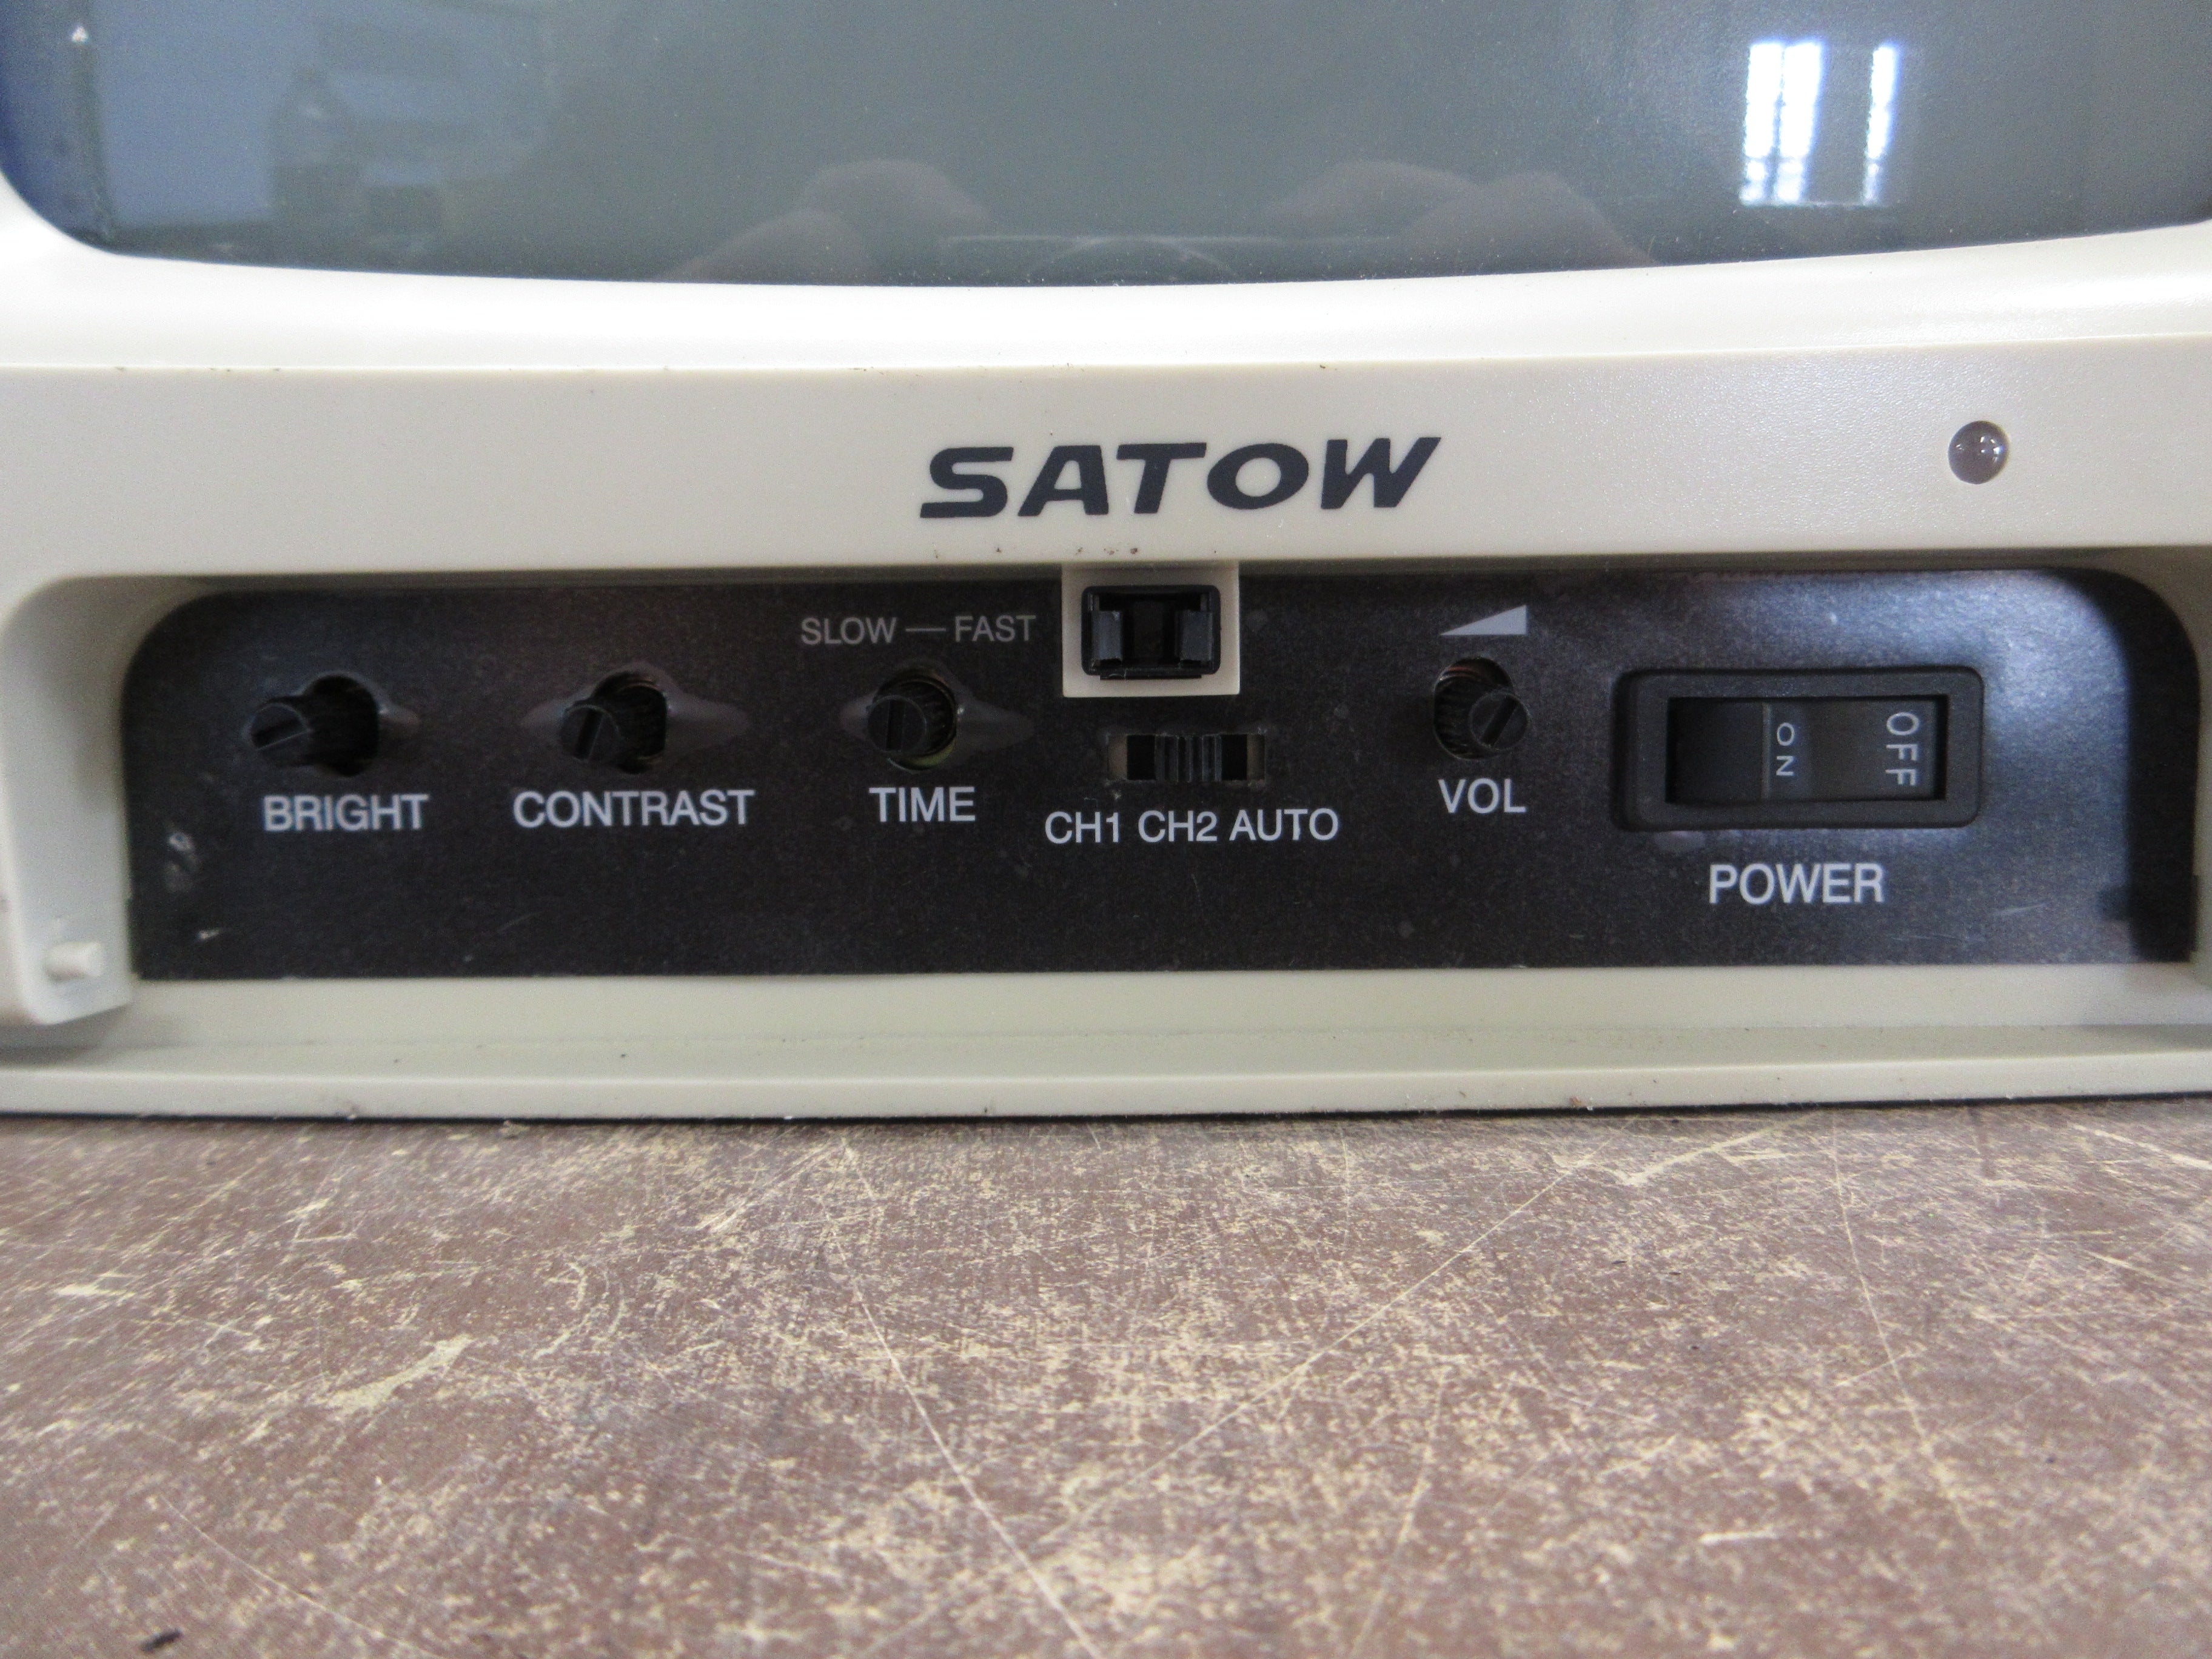 SATOW
SLOW — FAST
BRIGHT
CONTRAST
TIME
CH1 CH2 AUTO
VOL
ON
OFF
POWER